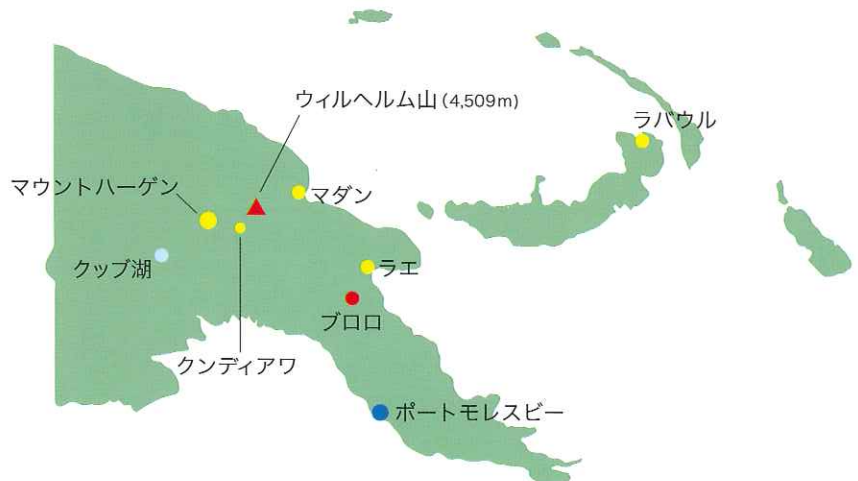 ウィルヘルム山(4,509m)
ラバウル
マウントハーゲン
マダン
クッブ湖
ラエ
ブロロ
クンディアワ
ポートモレスビー